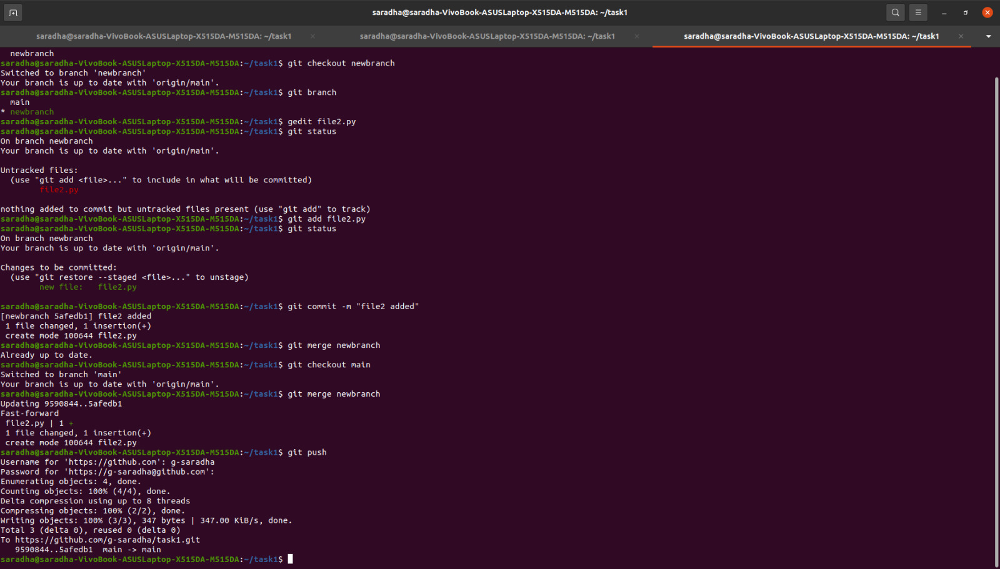 saradha@saradha-VivoBook-ASUSLaptop-X515DA-M515DA: ~/task1
saradha@saradha-VivoBook-ASUSLaptop-X515DA-M515DA: ~/task1
saradha@saradha-VivoBook-ASUSLaptop-X515DA-M515DA: ~/task1
saradha@saradha-VivoBook-ASUSLaptop-X515DA-M515DA: ~/task1
  newbranch
saradha@saradha-VivoBook-ASUSLaptop-X515DA-M515DA:~/task1$ git checkout newbranch
Switched to branch 'newbranch'
Your branch is up to date with 'origin/main'.
saradha@saradha-VivoBook-ASUSLaptop-X515DA-M515DA:~/task1$ git branch
  main
* newbranch
saradha@saradha-VivoBook-ASUSLaptop-X515DA-M515DA:~/task1$ gedit file2.py
saradha@saradha-VivoBook-ASUSLaptop-X515DA-M515DA:~/task1$ git status
On branch newbranch
Your branch is up to date with 'origin/main'.

Untracked files:
  (use "git add <file>..." to include in what will be committed)
        file2.py

nothing added to commit but untracked files present (use "git add" to track)
saradha@saradha-VivoBook-ASUSLaptop-X515DA-M515DA:~/task1$ git add file2.py
saradha@saradha-VivoBook-ASUSLaptop-X515DA-M515DA:~/task1$ git status
On branch newbranch
Your branch is up to date with 'origin/main'.

Changes to be committed:
  (use "git restore --staged <file>..." to unstage)
        new file:   file2.py

saradha@saradha-VivoBook-ASUSLaptop-X515DA-M515DA:~/task1$ git commit -m "file2 added"
[newbranch 5afedb1] file2 added
 1 file changed, 1 insertion(+)
 create mode 100644 file2.py
saradha@saradha-VivoBook-ASUSLaptop-X515DA-M515DA:~/task1$ git merge newbranch
Already up to date.
saradha@saradha-VivoBook-ASUSLaptop-X515DA-M515DA:~/task1$ git checkout main
Switched to branch 'main'
Your branch is up to date with 'origin/main'.
saradha@saradha-VivoBook-ASUSLaptop-X515DA-M515DA:~/task1$ git merge newbranch
Updating 9590844..5afedb1
Fast-forward
 file2.py | 1 +
 1 file changed, 1 insertion(+)
 create mode 100644 file2.py
saradha@saradha-VivoBook-ASUSLaptop-X515DA-M515DA:~/task1$ git push
Username for 'https://github.com': g-saradha
Password for 'https://g-saradha@github.com':
Enumerating objects: 4, done.
Counting objects: 100% (4/4), done.
Delta compression using up to 8 threads
Compressing objects: 100% (2/2), done.
Writing objects: 100% (3/3), 347 bytes | 347.00 KiB/s, done.
Total 3 (delta 0), reused 0 (delta 0)
To https://github.com/g-saradha/task1.git
   9590844..5afedb1  main -> main
saradha@saradha-VivoBook-ASUSLaptop-X515DA-M515DA:~/task1$